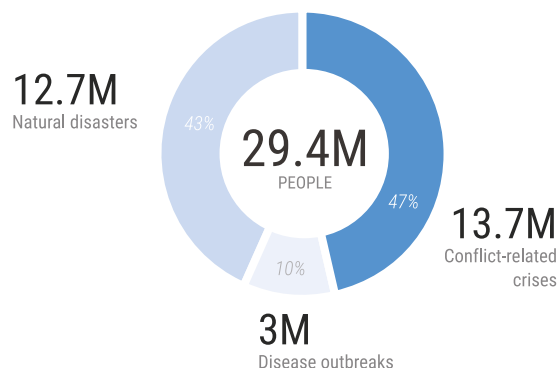 12.7M
Natural disasters
43%
29.4M
PEOPLE
47%
13.7M
Conflict-related
crises
10%
3M
Disease outbreaks